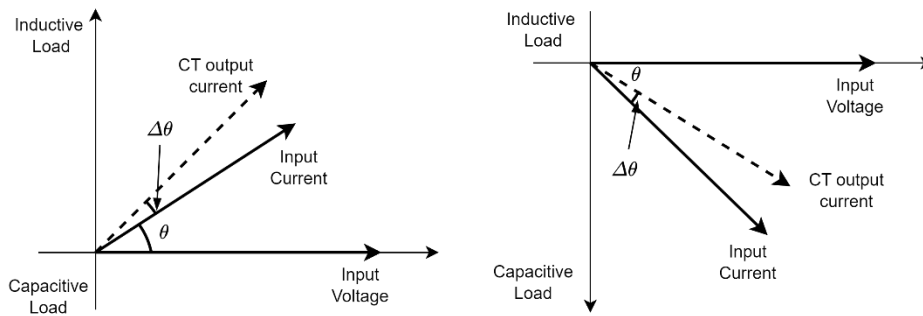 Inductive
Load
CT output
current
Δθ
Input
Current
θ
Input
Voltage
Capacitive
Load
Inductive
Load
θ
Input
Voltage
Δθ
CT output
current
Input
Current
Capacitive
Load